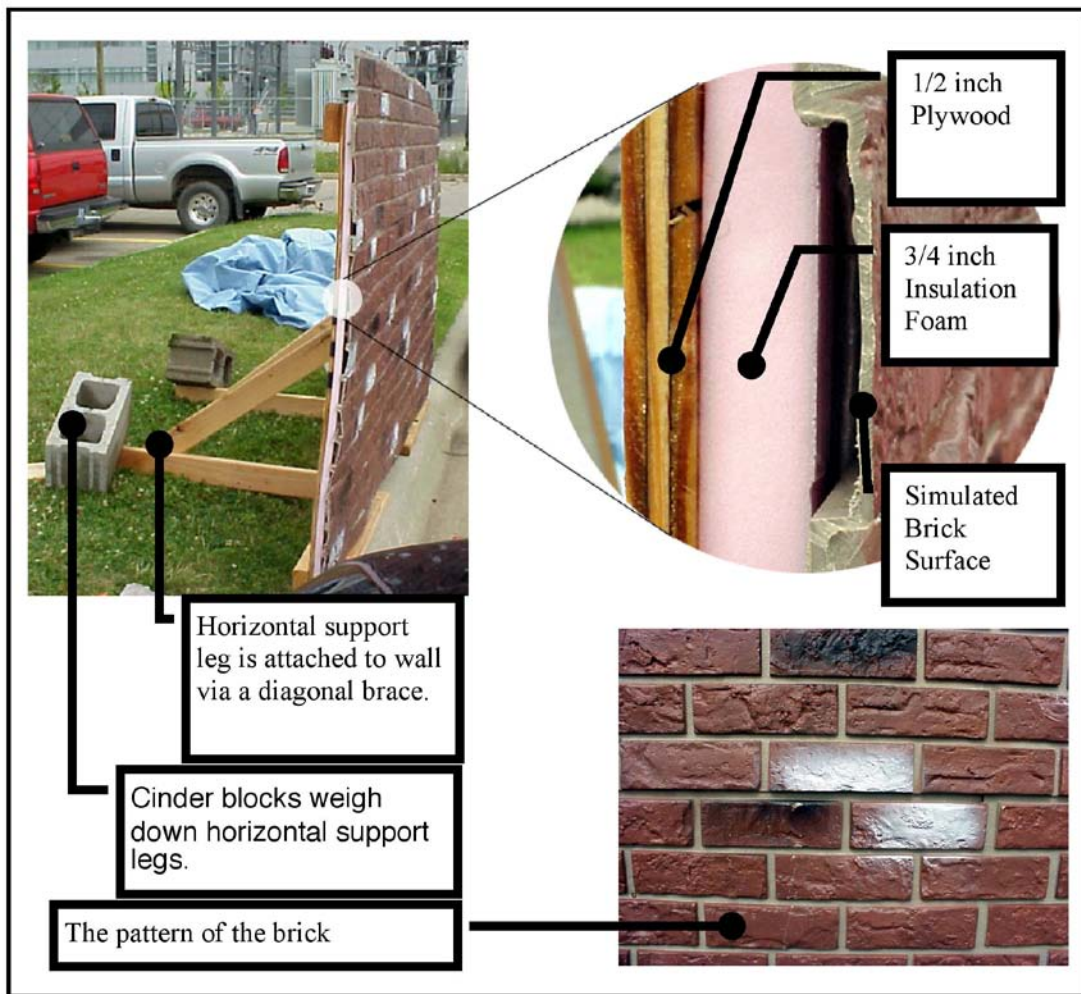 1/2 inch
Plywood
3/4 inch
Insulation
Foam
Simulated
Brick
Surface
Horizontal support
leg is attached to wall
via a diagonal brace.
Cinder blocks weigh
down horizontal support
legs.
The pattern of the brick